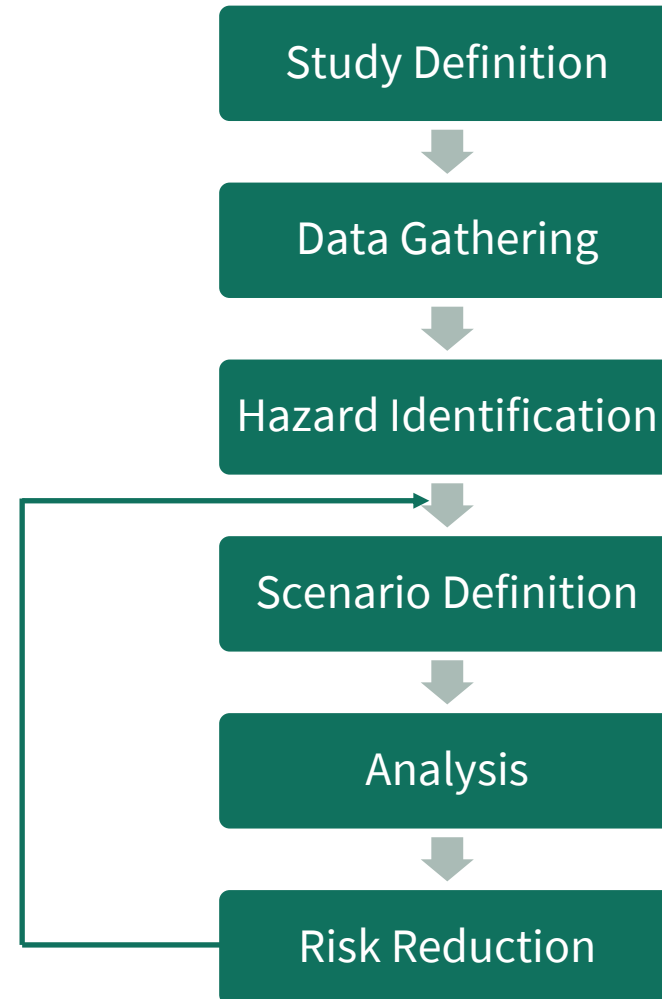 Study Definition
Data Gathering
Hazard Identification
Scenario Definition
Analysis
Risk Reduction